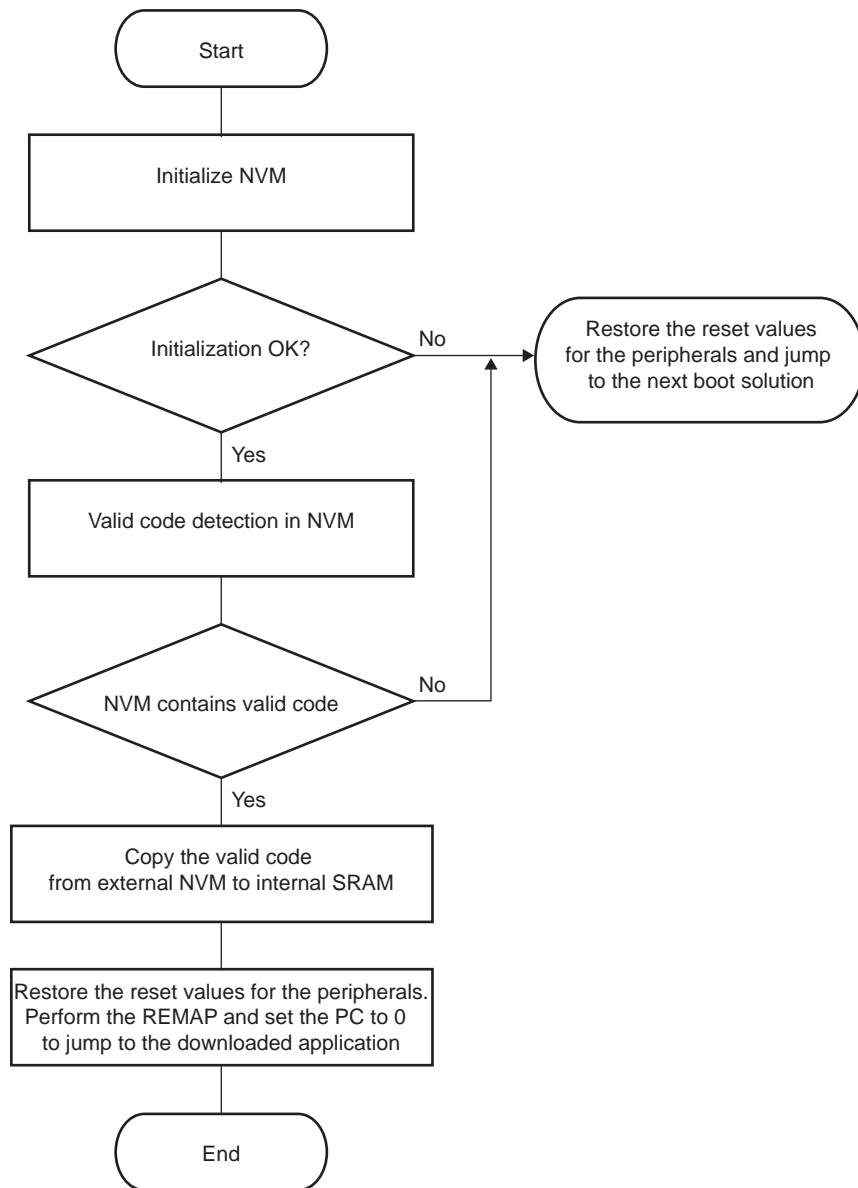 Start
Initialize NVM
Initialization OK?
No
Restore the reset values
for the peripherals and jump
to the next boot solution
Yes
Valid code detection in NVM
NVM contains valid code
No
Yes
Copy the valid code
from external NVM to internal SRAM
Restore the reset values for the peripherals.
Perform the REMAP and set the PC to 0
to jump to the downloaded application
End